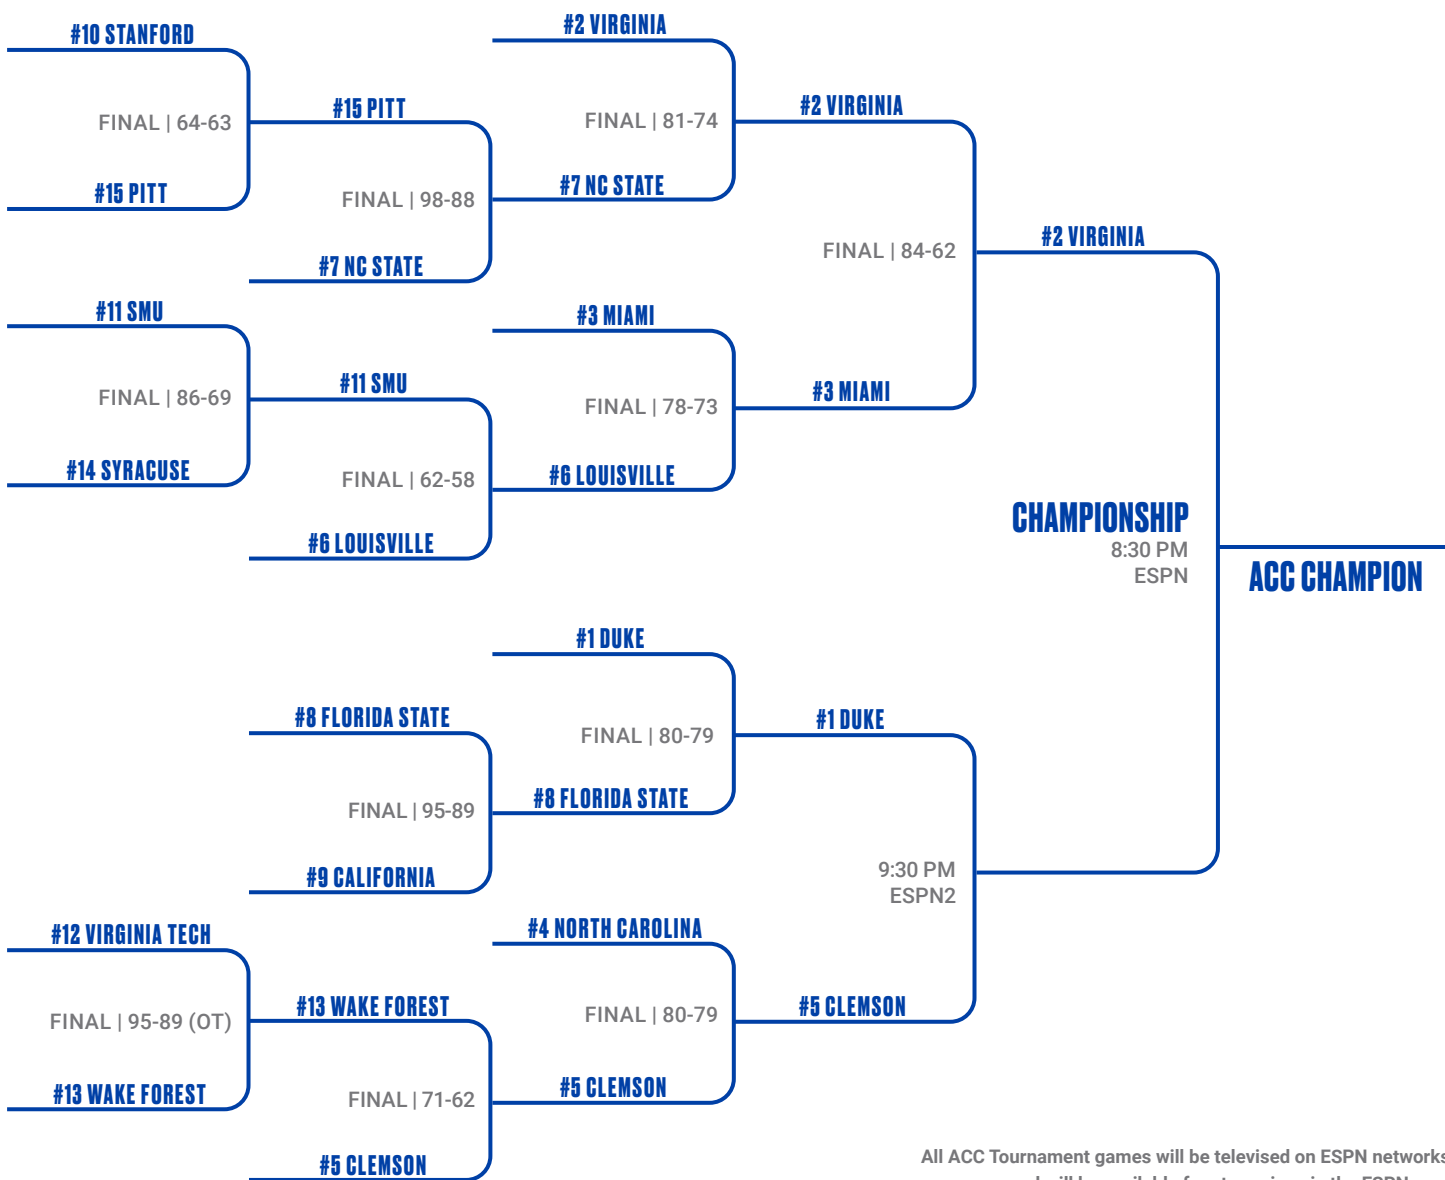 #10 STANFORD
FINAL | 64-63
#15 PITT
#15 PITT
FINAL | 98-88
#7 NC STATE
#2 VIRGINIA
FINAL | 81-74
#7 NC STATE
#2 VIRGINIA
FINAL | 84-62
#2 VIRGINIA
#11 SMU
FINAL | 86-69
#14 SYRACUSE
#11 SMU
FINAL | 62-58
#6 LOUISVILLE
#3 MIAMI
FINAL | 78-73
#6 LOUISVILLE
#3 MIAMI
CHAMPIONSHIP
8:30 PM
ESPN
ACC CHAMPION
#1 DUKE
FINAL | 80-79
#8 FLORIDA STATE
#8 FLORIDA STATE
FINAL | 95-89
#9 CALIFORNIA
#1 DUKE
9:30 PM
ESPN2
#5 CLEMSON
#12 VIRGINIA TECH
FINAL | 95-89 (OT)
#13 WAKE FOREST
#13 WAKE FOREST
FINAL | 71-62
#5 CLEMSON
#4 NORTH CAROLINA
FINAL | 80-79
#5 CLEMSON
All ACC Tournament games will be televised on ESPN networks